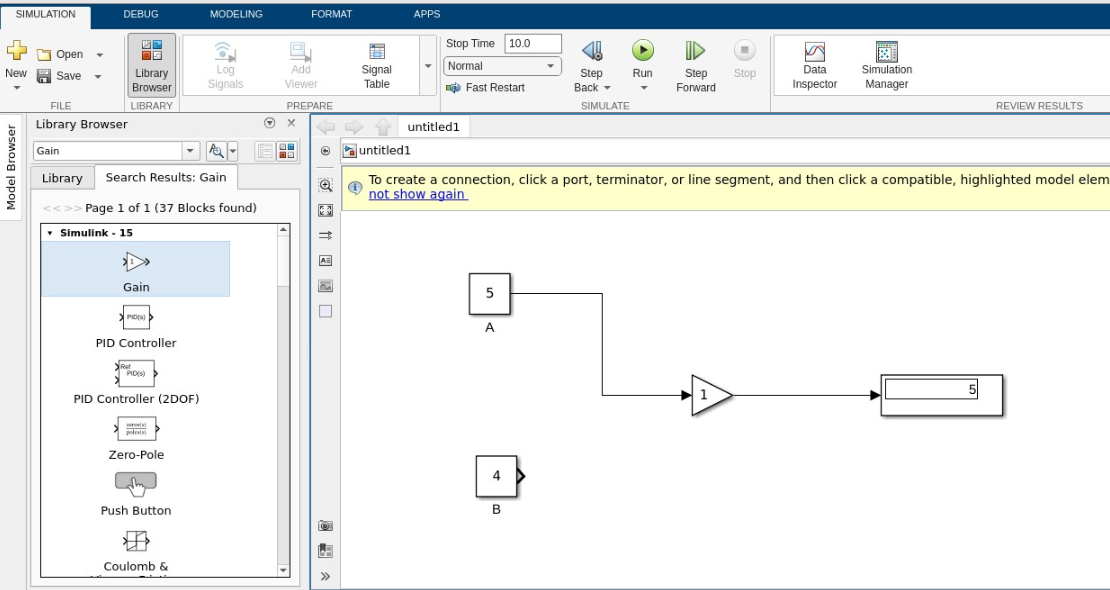 SIMULATION DEBUG MODELING FORMAT APPS
New
Open
Save
FILE
Library
Browser
LIBRARY
Log
Signals
Add
Viewer
Signal
Table
PREPARE
Stop Time 10.0
Normal
Fast Restart
Step
Back
Run
Step
Forward
Stop
SIMULATE
Data
Inspector
Simulation
Manager
REVIEW RESULTS
Model Browser
Library Browser
Gain
Library Search Results: Gain
<< >> Page 1 of 1 (37 Blocks found)
Simulink - 15
1
Gain
PID(s)
PID Controller
Ref
PID(s)
PID Controller (2DOF)
zeros(s)
poles(s)
Zero-Pole
Push Button
Coulomb &
untitled1
untitled1
To create a connection, click a port, terminator, or line segment, and then click a compatible, highlighted model elem
not show again
5
A
1
5
4
B